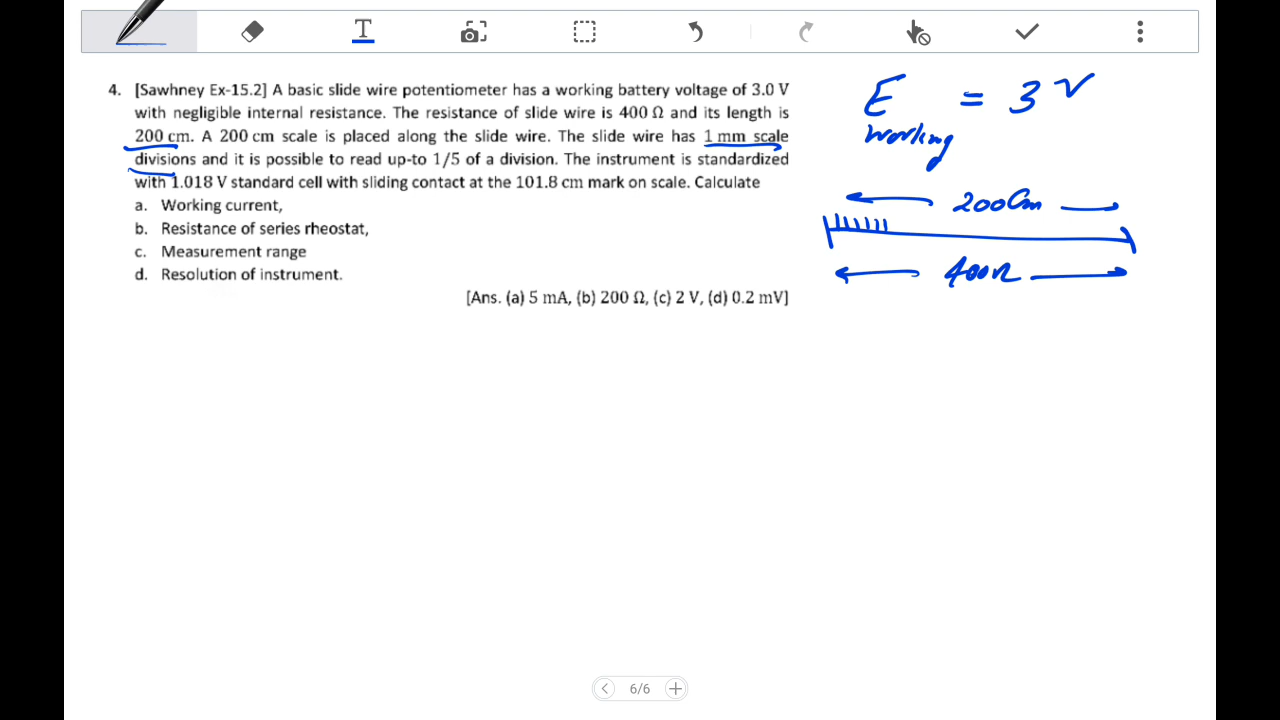 4. [Sawhney Ex-15.2] A basic slide wire potentiometer has a working battery voltage of 3.0 V
with negligible internal resistance. The resistance of slide wire is 400 Ω and its length is
200 cm. A 200 cm scale is placed along the slide wire. The slide wire has 1 mm scale
divisions and it is possible to read up-to 1/5 of a division. The instrument is standardized
with 1.018 V standard cell with sliding contact at the 101.8 cm mark on scale. Calculate
a. Working current,
b. Resistance of series rheostat,
c. Measurement range
d. Resolution of instrument.
[Ans. (a) 5 mA, (b) 200 Ω, (c) 2 V, (d) 0.2 mV]
E = 3 V
working
200 Cm
400Ω
6/6